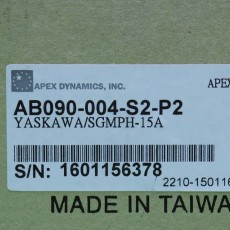 APEX DYNAMICS, INC.
APEX
AB090-004-S2-P2
YASKAWA/SGMPH-15A
S/N: 1601156378
2210-150116
MADE IN TAIWA